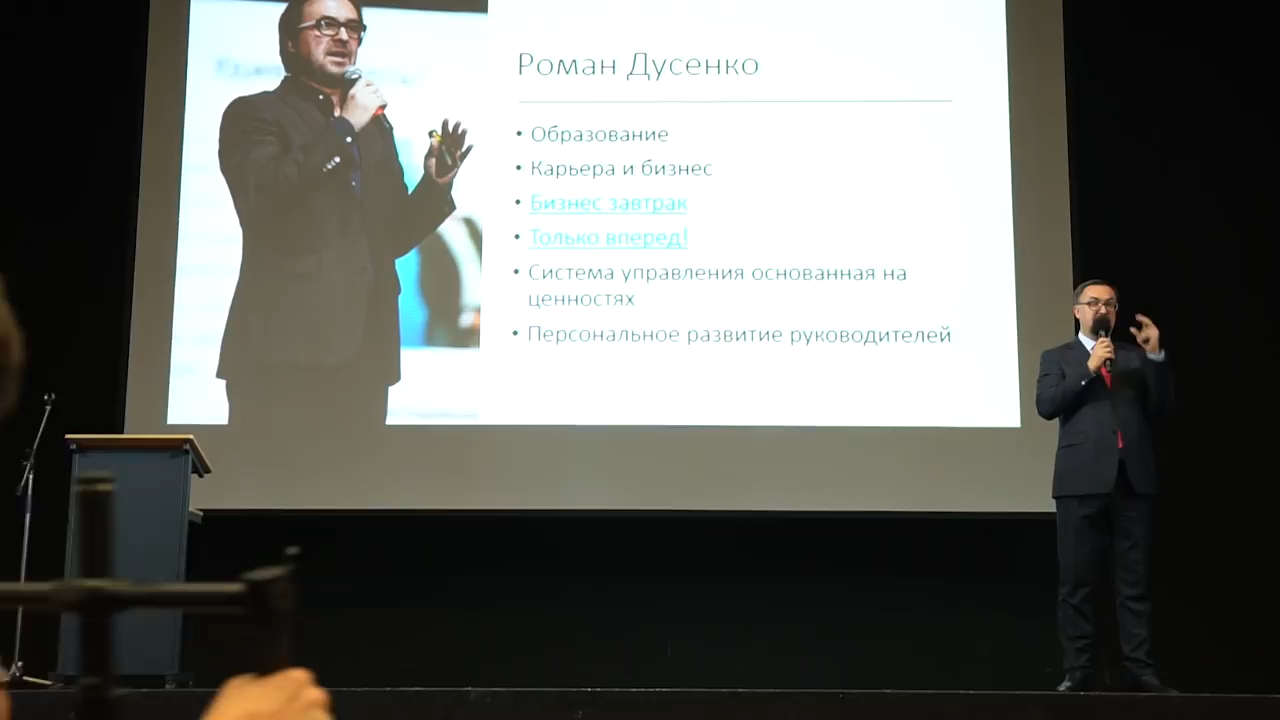 Роман Дусенко
• Образование
• Карьера и бизнес
• Бизнес завтрак
• Только вперед!
• Система управления основанная на
ценностях
• Персональное развитие руководителей